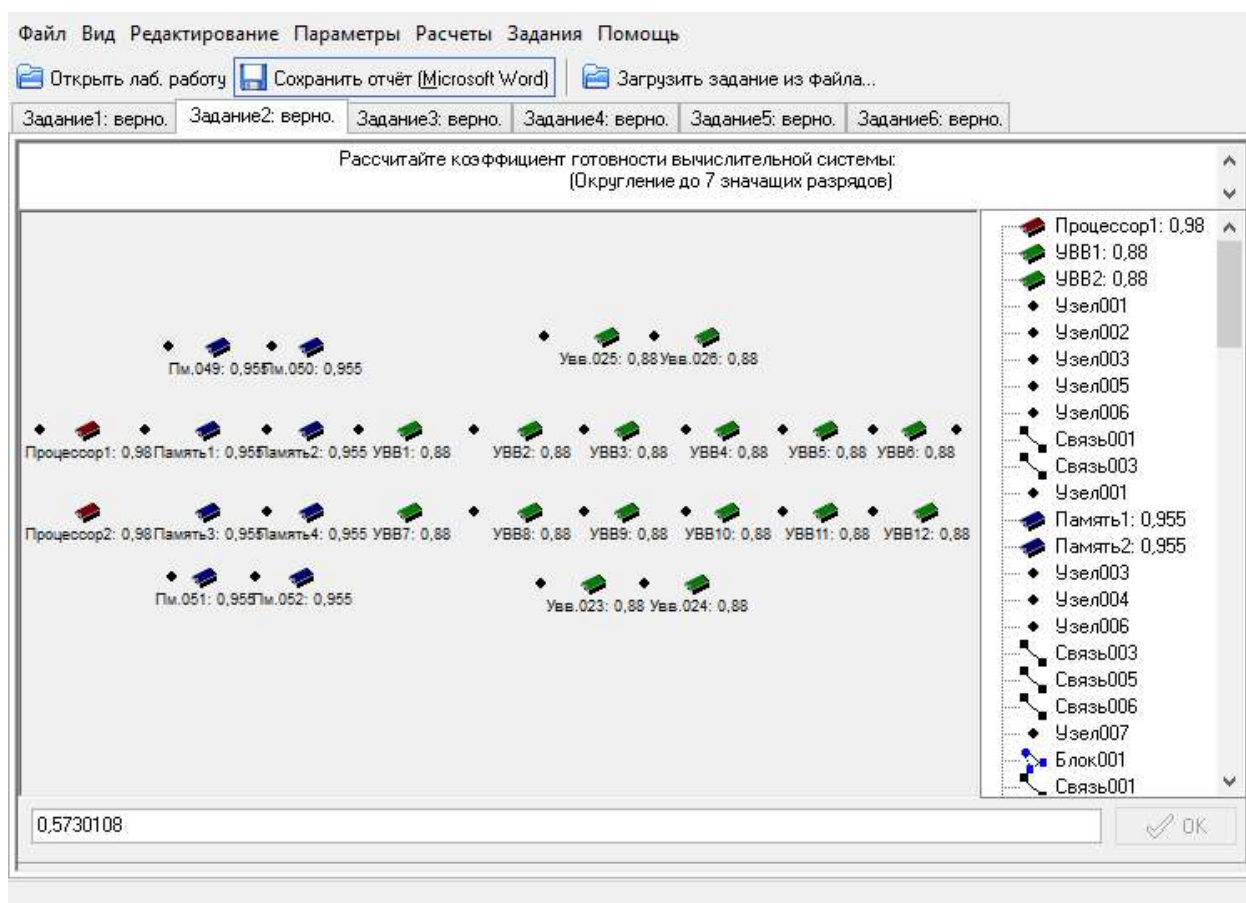 Файл Вид Редактирование Параметры Расчеты Задания Помощь
Открыть лаб. работу Сохранить отчёт (Microsoft Word) Загрузить задание из файла...
Задание1: верно. Задание2: верно. Задание3: верно. Задание4: верно. Задание5: верно. Задание6: верно.
Рассчитайте коэффициент готовности вычислительной системы:
(Округление до 7 значащих разрядов)
Пм.049: 0,955 Пм.050: 0,955 Увв.025: 0,88 Увв.026: 0,88
Процессор1: 0,98 Память1: 0,955 Память2: 0,955 УВВ1: 0,88 УВВ2: 0,88 УВВ3: 0,88 УВВ4: 0,88 УВВ5: 0,88 УВВ6: 0,88
Процессор2: 0,98 Память3: 0,955 Память4: 0,955 УВВ7: 0,88 УВВ8: 0,88 УВВ9: 0,88 УВВ10: 0,88 УВВ11: 0,88 УВВ12: 0,88
Пм.051: 0,955 Пм.052: 0,955 Увв.023: 0,88 Увв.024: 0,88
Процессор1: 0,98
УВВ1: 0,88
УВВ2: 0,88
Узел001
Узел002
Узел003
Узел005
Узел006
Связь001
Связь003
Узел001
Память1: 0,955
Память2: 0,955
Узел003
Узел004
Узел006
Связь003
Связь005
Связь006
Узел007
Блок001
Связь001
0,5730108
OK